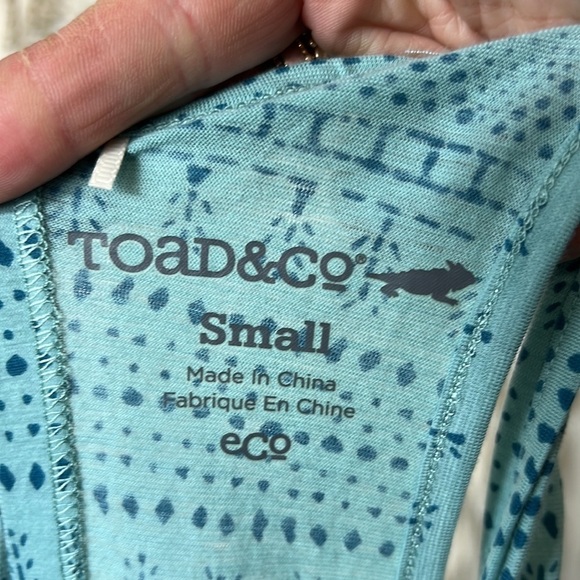 TOAD&CO®
Small
Made In China
Fabrique En Chine
eco